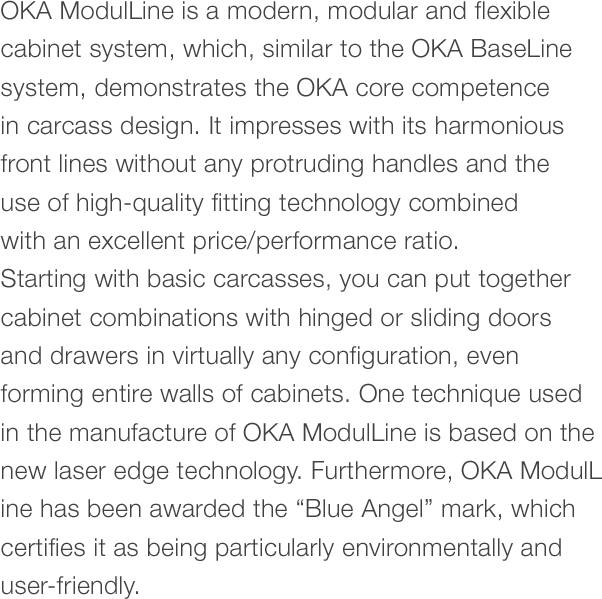 OKA ModulLine is a modern, modular and flexible
cabinet system, which, similar to the OKA BaseLine
system, demonstrates the OKA core competence
in carcass design. It impresses with its harmonious
front lines without any protruding handles and the
use of high-quality fitting technology combined
with an excellent price/performance ratio.
Starting with basic carcasses, you can put together
cabinet combinations with hinged or sliding doors
and drawers in virtually any configuration, even
forming entire walls of cabinets. One technique used
in the manufacture of OKA ModulLine is based on the
new laser edge technology. Furthermore, OKA ModulL
ine has been awarded the “Blue Angel” mark, which
certifies it as being particularly environmentally and
user-friendly.